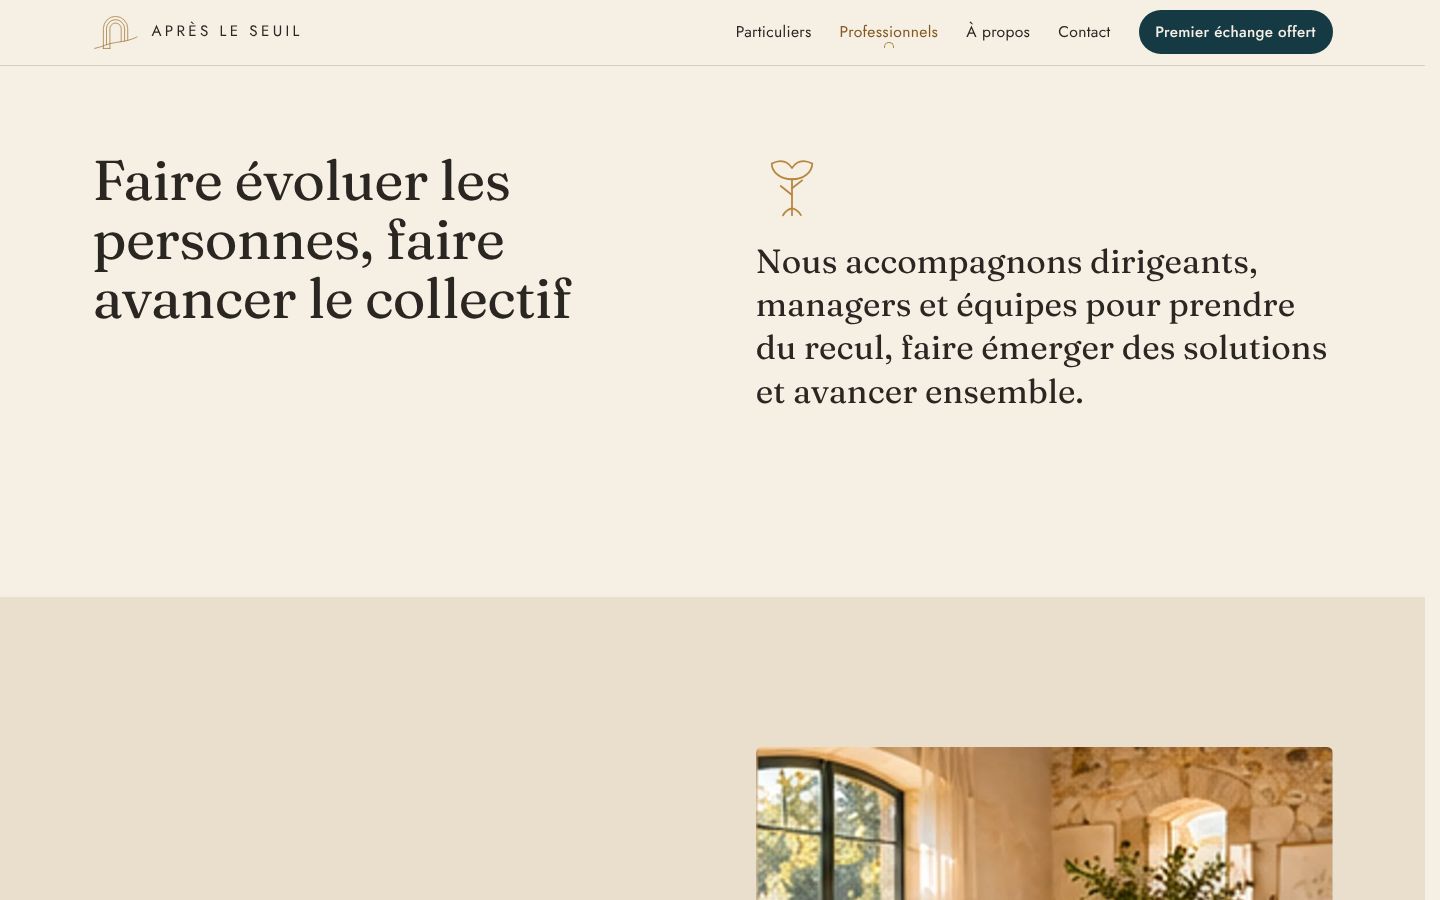 APRÈS LE SEUIL
Particuliers
Professionnels
À propos
Contact
Premier échange offert
Faire évoluer les
personnes, faire
avancer le collectif
Nous accompagnons dirigeants,
managers et équipes pour prendre
du recul, faire émerger des solutions
et avancer ensemble.